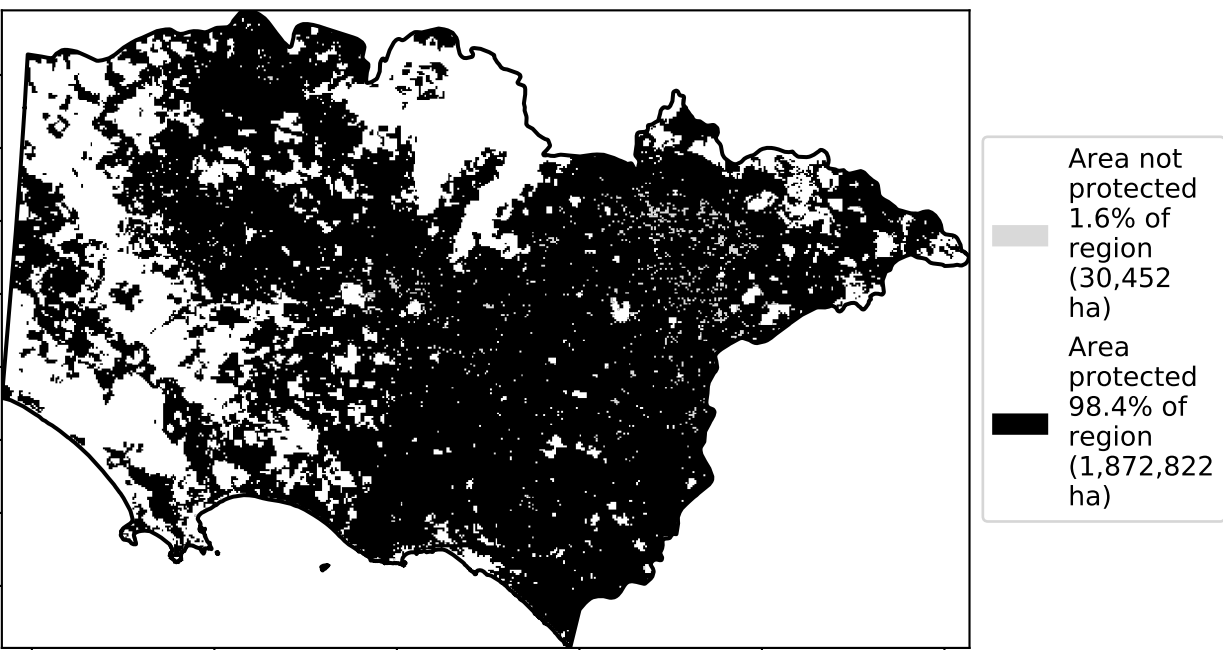 Area not
protected
1.6% of
region
(30,452
ha)
Area
protected
98.4% of
region
(1,872,822
ha)